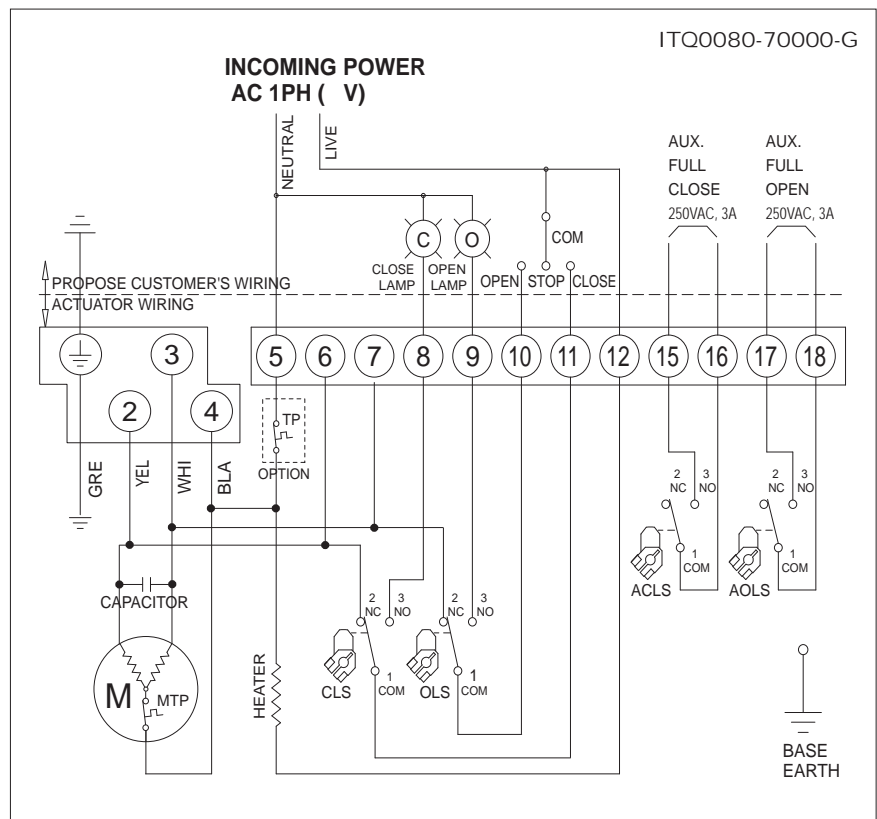 ITQ0080-70000-G
INCOMING POWER
AC 1PH ( V)
NEUTRAL
LIVE
AUX.
FULL
CLOSE
250VAC, 3A
AUX.
FULL
OPEN
250VAC, 3A
C
O
COM
CLOSE
LAMP
OPEN
LAMP
OPEN
STOP
CLOSE
PROPOSE CUSTOMER'S WIRING
ACTUATOR WIRING
3
2
4
5
6
7
8
9
10
11
12
15
16
17
18
TP
OPTION
GRE
YEL
WHI
BLA
2
NC
3
NO
1
COM
ACLS
2
NC
3
NO
1
COM
AOLS
CAPACITOR
2
NC
3
NO
1
COM
CLS
2
NC
3
NO
1
COM
OLS
HEATER
M
MTP
BASE
EARTH